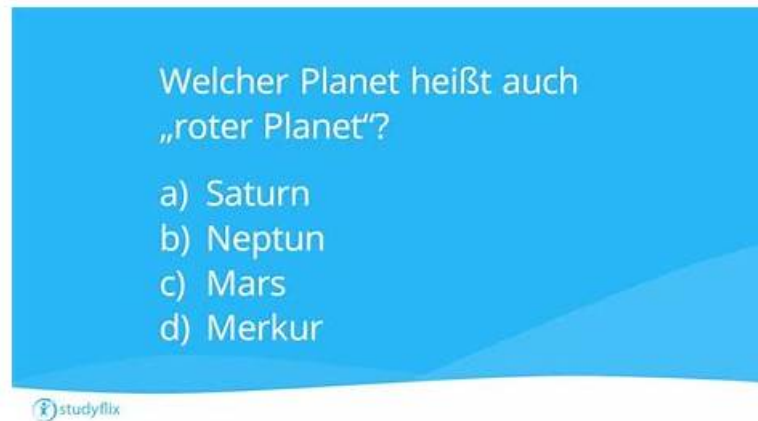 Welcher Planet heißt auch
„roter Planet“?
a) Saturn
b) Neptun
c) Mars
d) Merkur
studyflix